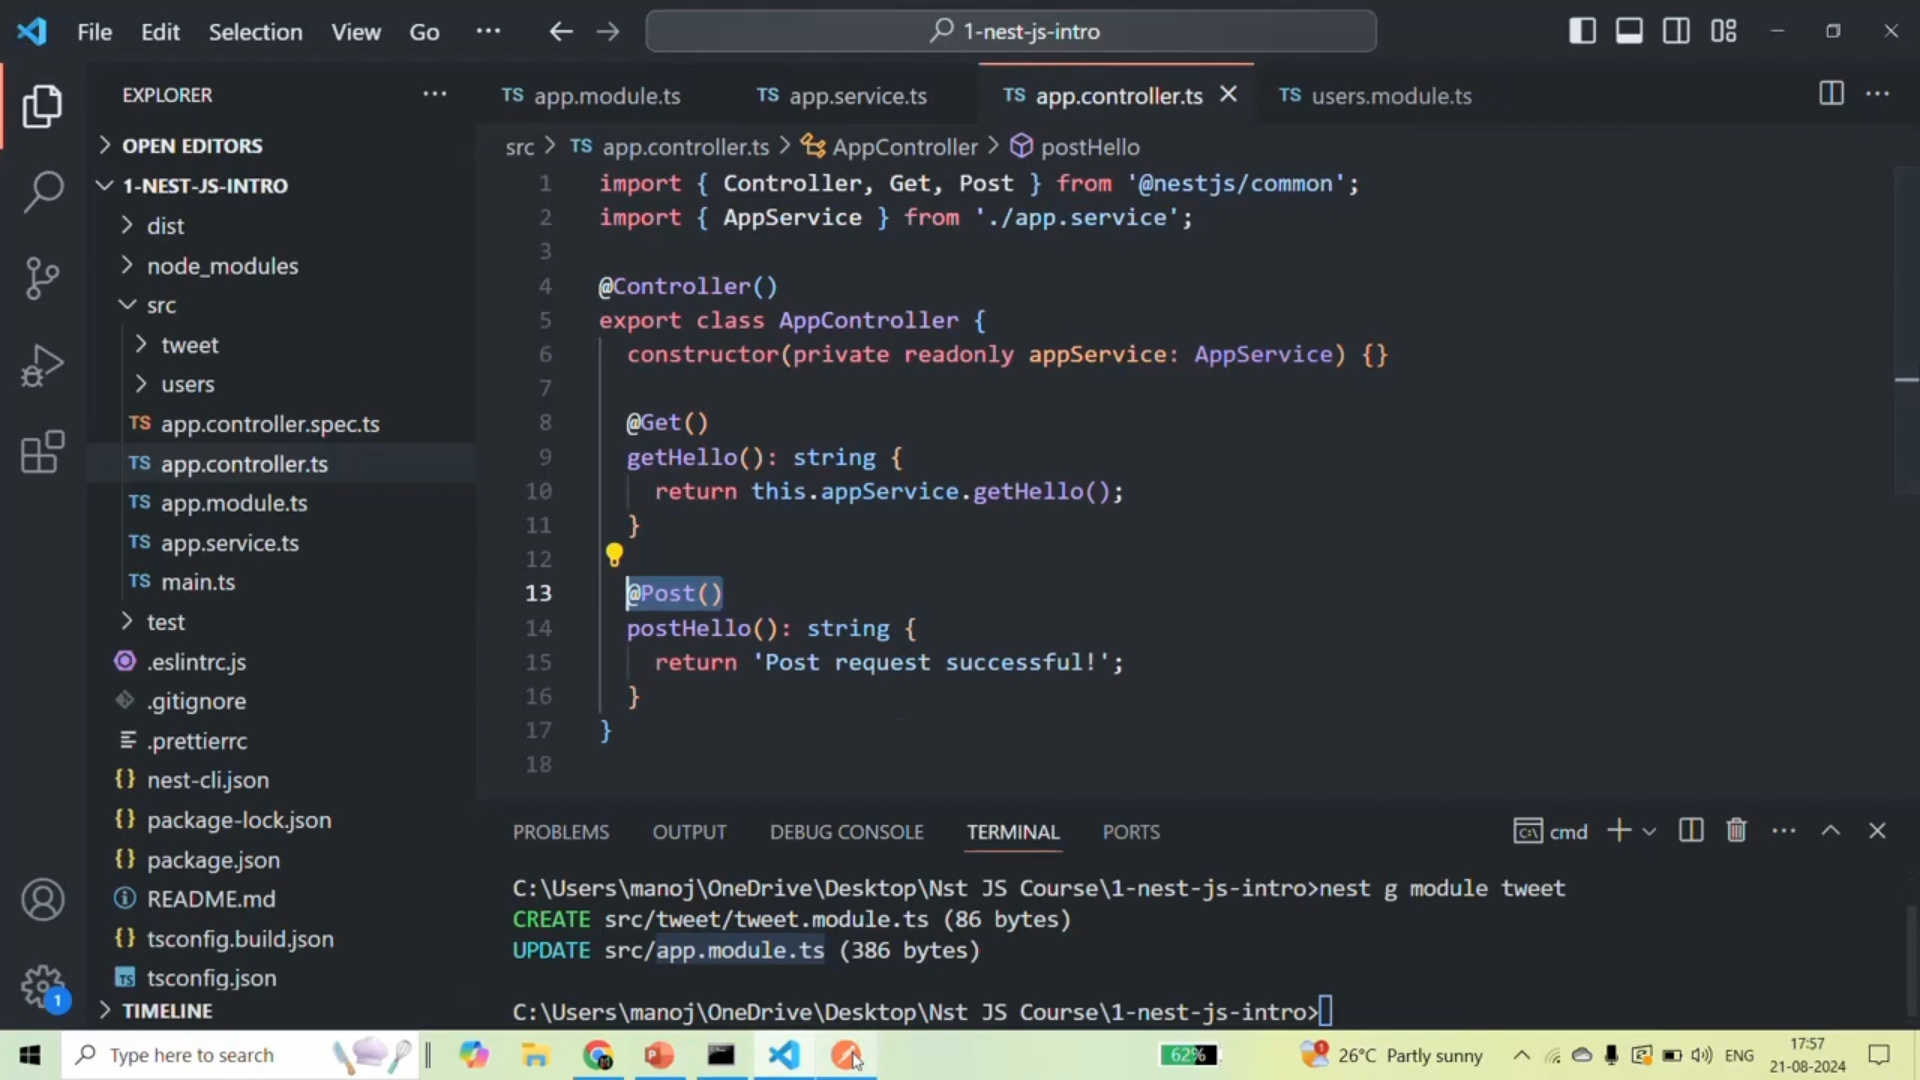 File Edit Selection View Go ··· 1-nest-js-intro
EXPLORER ···
OPEN EDITORS
1-NEST-JS-INTRO
dist
node_modules
src
tweet
users
TS app.controller.spec.ts
TS app.controller.ts
TS app.module.ts
TS app.service.ts
TS main.ts
test
.eslintrc.js
.gitignore
.prettierrc
{} nest-cli.json
{} package-lock.json
{} package.json
README.md
{} tsconfig.build.json
TS tsconfig.json
TIMELINE
1
TS app.module.ts TS app.service.ts TS app.controller.ts TS users.module.ts ···
src > TS app.controller.ts > AppController > postHello
1 import { Controller, Get, Post } from '@nestjs/common';
2 import { AppService } from './app.service';
3
4 @Controller()
5 export class AppController {
6 constructor(private readonly appService: AppService) {}
7
8 @Get()
9 getHello(): string {
10 return this.appService.getHello();
11 }
12
13 @Post()
14 postHello(): string {
15 return 'Post request successful!';
16 }
17 }
18
PROBLEMS OUTPUT DEBUG CONSOLE TERMINAL PORTS cmd ···
C:\Users\manoj\OneDrive\Desktop\Nst JS Course\1-nest-js-intro>nest g module tweet
CREATE src/tweet/tweet.module.ts (86 bytes)
UPDATE src/app.module.ts (386 bytes)
C:\Users\manoj\OneDrive\Desktop\Nst JS Course\1-nest-js-intro>
Type here to search 62% 1 26°C Partly sunny ENG 17:57
21-08-2024